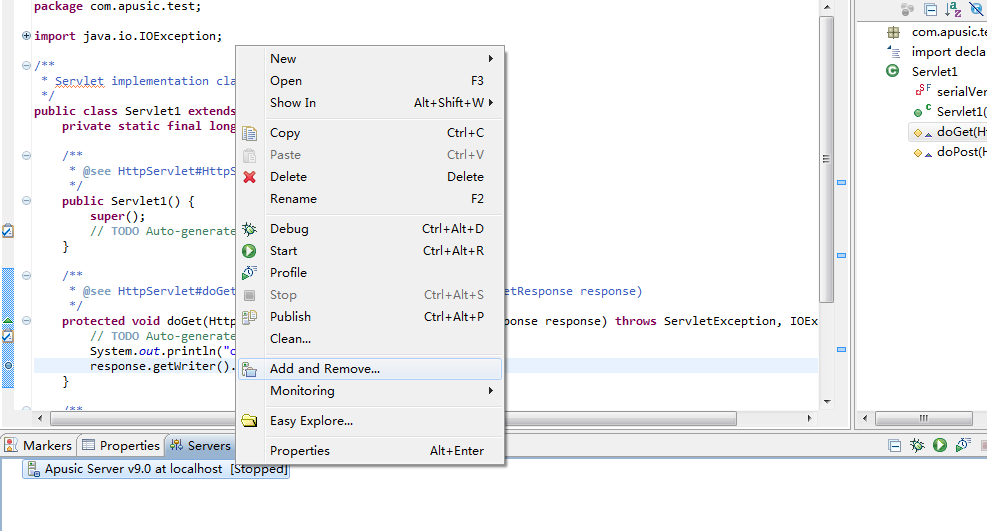 package com.apusic.test;
import java.io.IOException;
/**
* Servlet implementation cla
*/
public class Servlet1 extends
private static final long
/**
* @see HttpServlet#HttpS
*/
public Servlet1() {
super();
// TODO Auto-generate
}
/**
* @see HttpServlet#doGet
etResponse response)
*/
protected void doGet(Http
ponse response) throws ServletException, IOEx
// TODO Auto-generate
System.out.println("c
response.getWriter().
}
/**
New
Open F3
Show In Alt+Shift+W
Copy Ctrl+C
Paste Ctrl+V
Delete Delete
Rename F2
Debug Ctrl+Alt+D
Start Ctrl+Alt+R
Profile
Stop Ctrl+Alt+S
Publish Ctrl+Alt+P
Clean...
Add and Remove...
Monitoring
Easy Explore...
Properties Alt+Enter
com.apusic.te
import decla
Servlet1
serialVer
Servlet1(
doGet(Ht
doPost(H
Markers Properties Servers
Apusic Server v9.0 at localhost [Stopped]